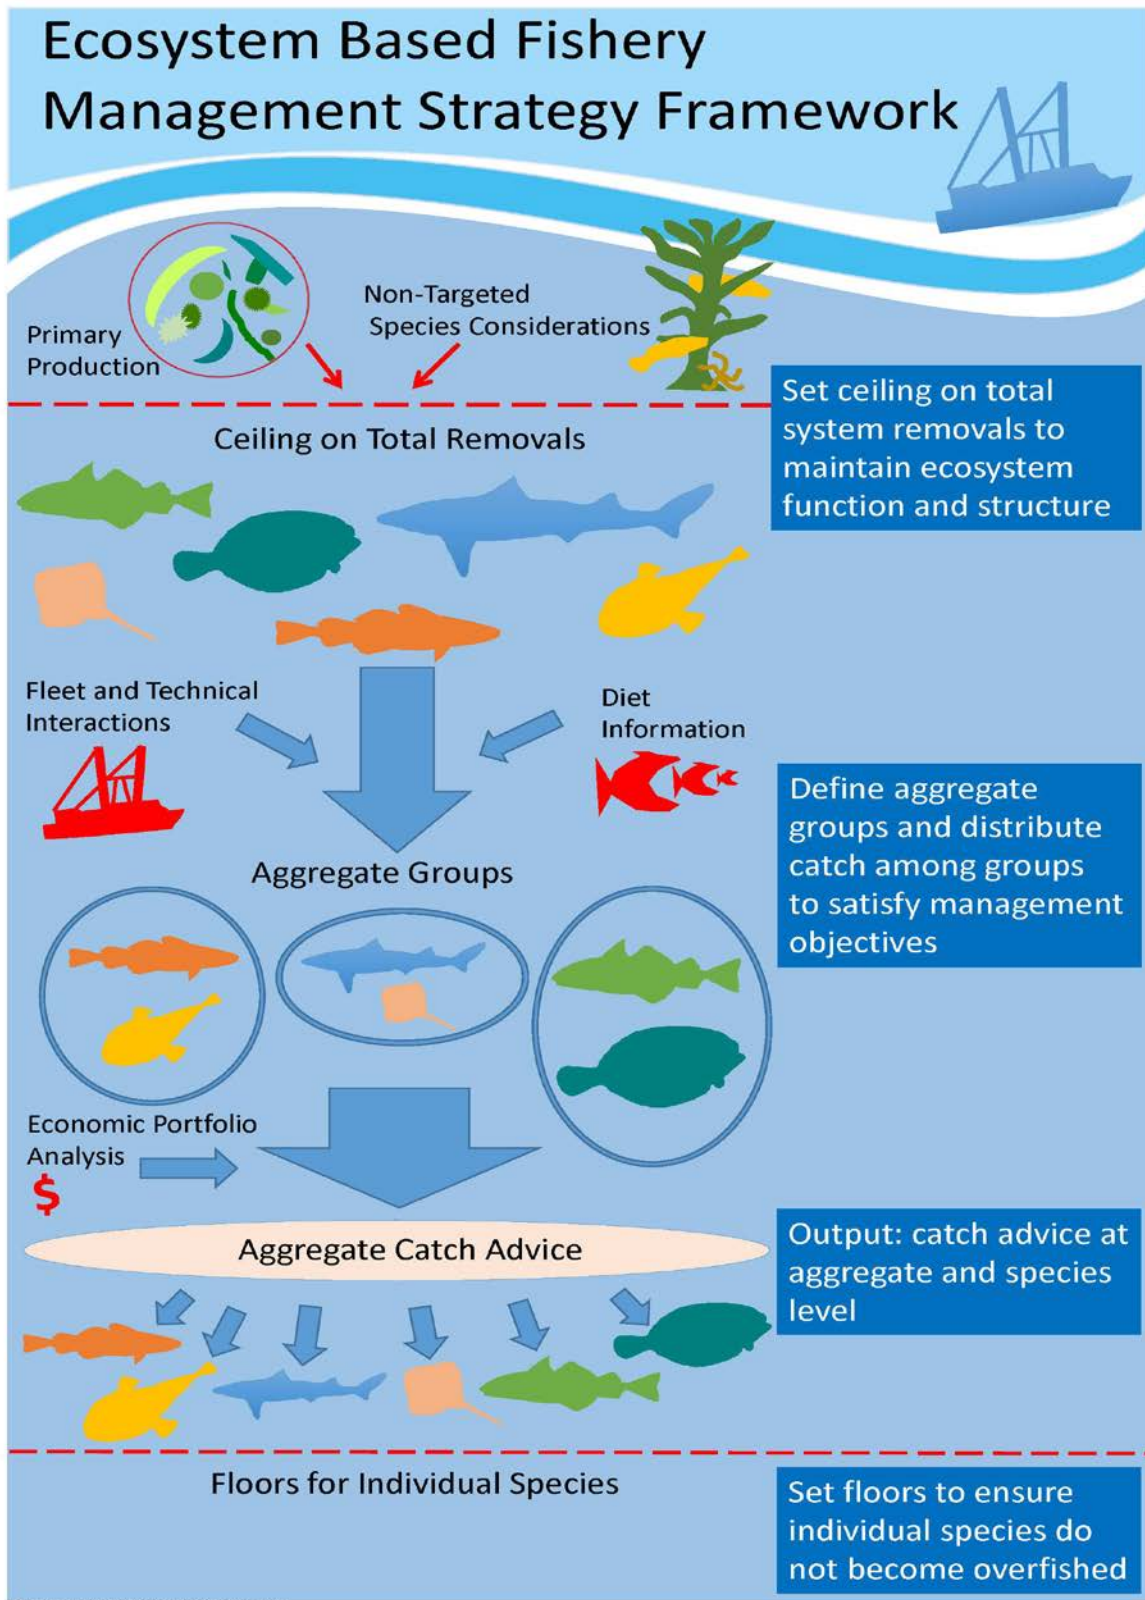 Ecosystem Based Fishery
Management Strategy Framework
Primary
Production
Non-Targeted
Species Considerations
Ceiling on Total Removals
Set ceiling on total
system removals to
maintain ecosystem
function and structure
Fleet and Technical
Interactions
Diet
Information
Aggregate Groups
Define aggregate
groups and distribute
catch among groups
to satisfy management
objectives
Economic Portfolio
Analysis
$
Aggregate Catch Advice
Output: catch advice at
aggregate and species
level
Floors for Individual Species
Set floors to ensure
individual species do
not become overfished